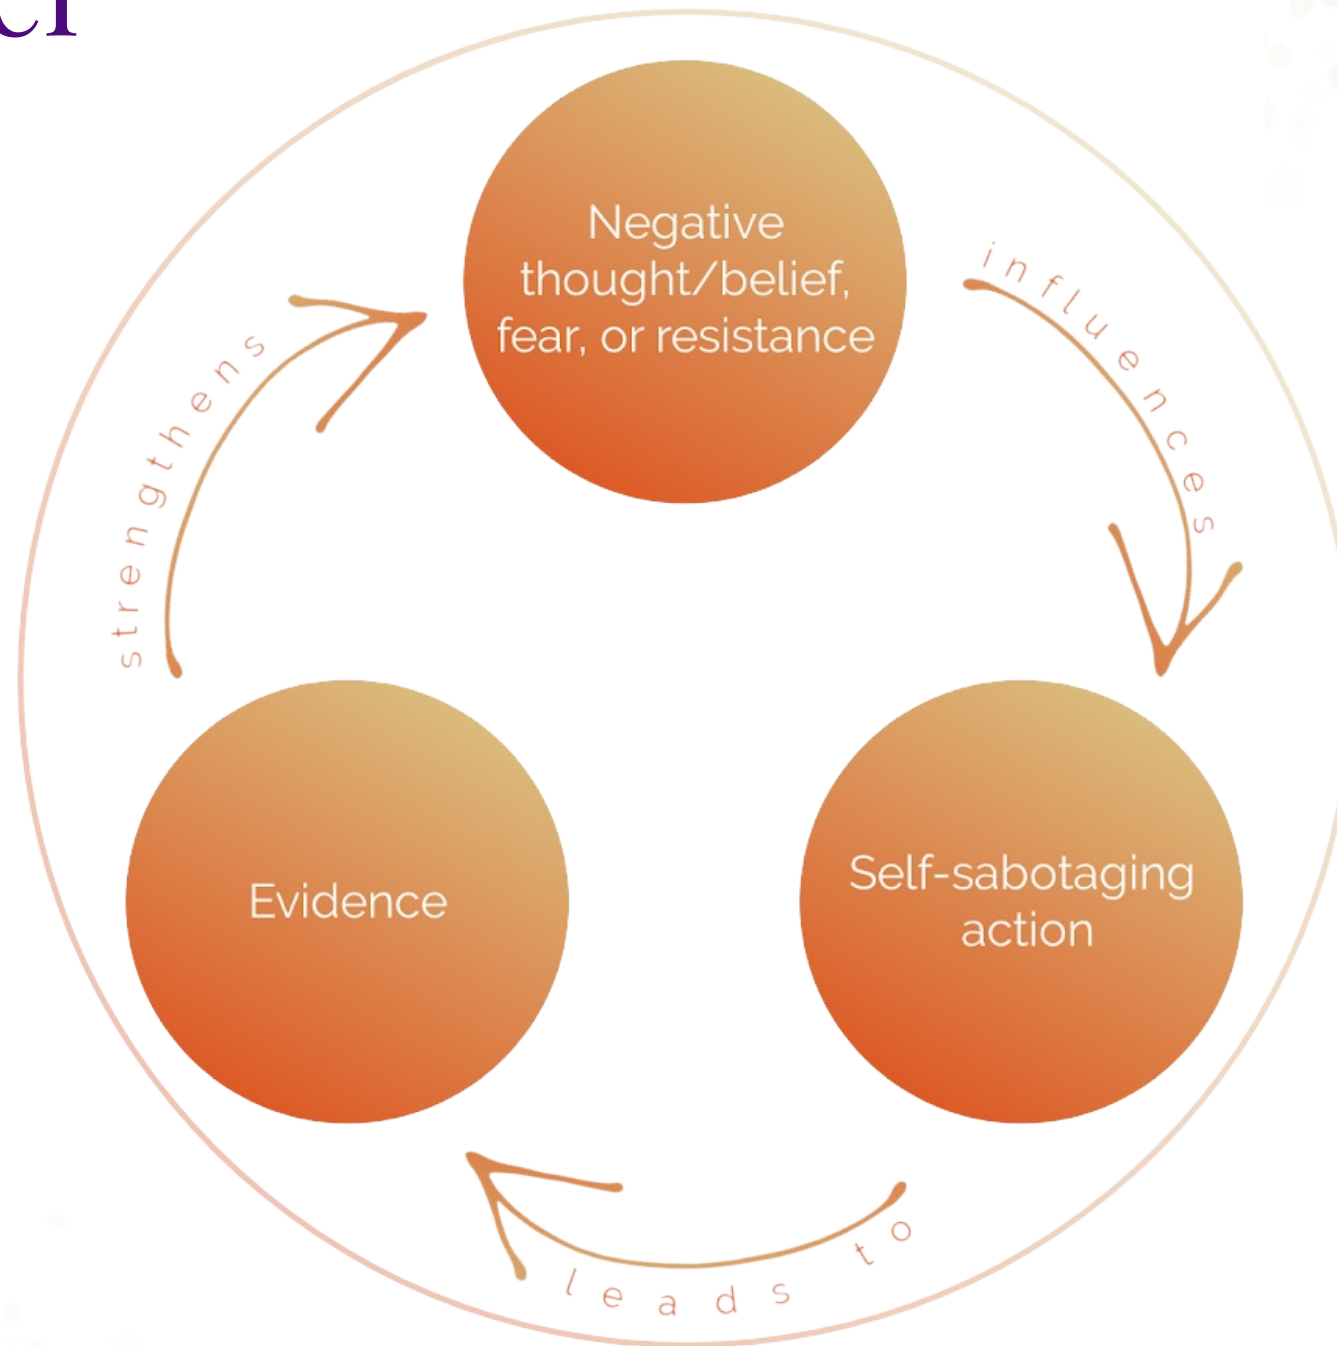 Negative
thought/belief,
fear, or resistance
influences
Self-sabotaging
action
leads to
Evidence
strengthens